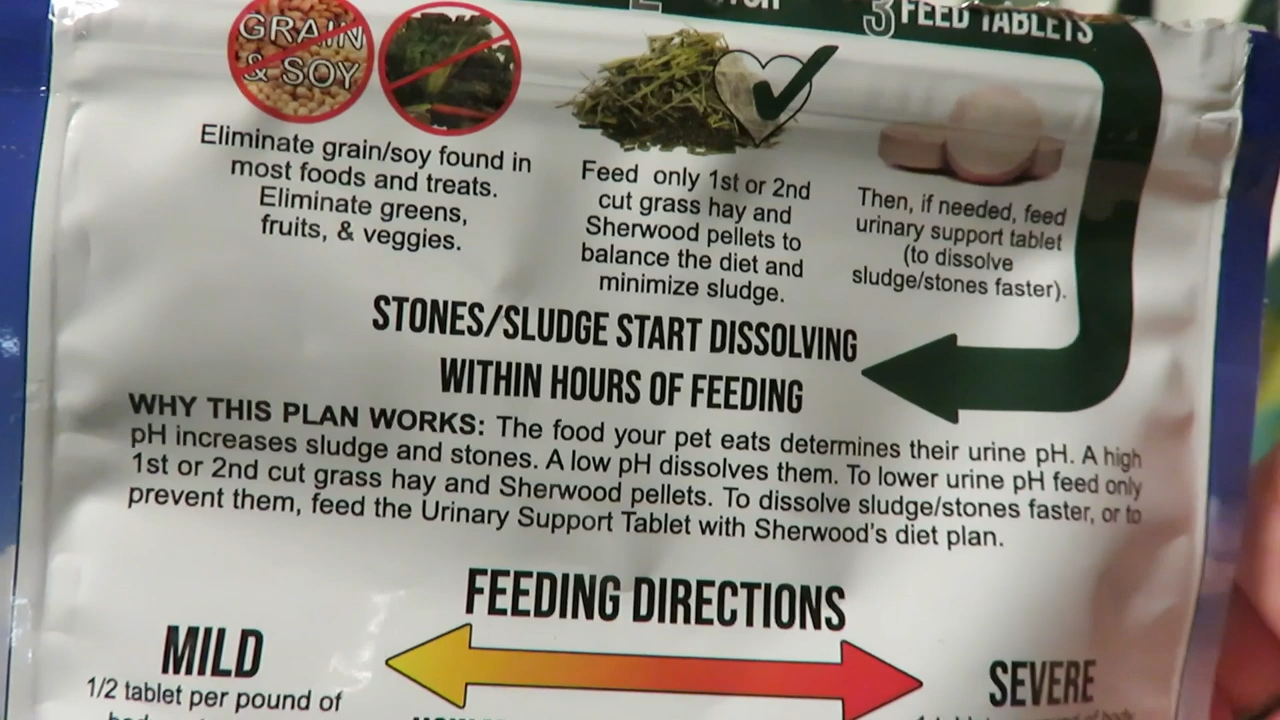 3 FEED TABLETS
GRAIN
& SOY
Eliminate grain/soy found in
most foods and treats.
Eliminate greens,
fruits, & veggies.
Feed only 1st or 2nd
cut grass hay and
Sherwood pellets to
balance the diet and
minimize sludge.
Then, if needed, feed
urinary support tablet
(to dissolve
sludge/stones faster).
STONES/SLUDGE START DISSOLVING
WITHIN HOURS OF FEEDING
WHY THIS PLAN WORKS: The food your pet eats determines their urine pH. A high
pH increases sludge and stones. A low pH dissolves them. To lower urine pH feed only
1st or 2nd cut grass hay and Sherwood pellets. To dissolve sludge/stones faster, or to
prevent them, feed the Urinary Support Tablet with Sherwood's diet plan.
FEEDING DIRECTIONS
MILD
1/2 tablet per pound of
SEVERE